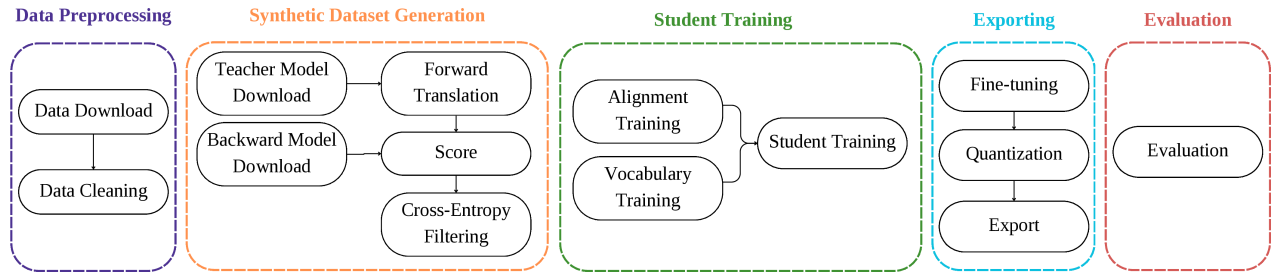 Data Preprocessing
Data Download
Data Cleaning
Synthetic Dataset Generation
Teacher Model
Download
Forward
Translation
Backward Model
Download
Score
Cross-Entropy
Filtering
Student Training
Alignment
Training
Vocabulary
Training
Student Training
Exporting
Fine-tuning
Quantization
Export
Evaluation
Evaluation